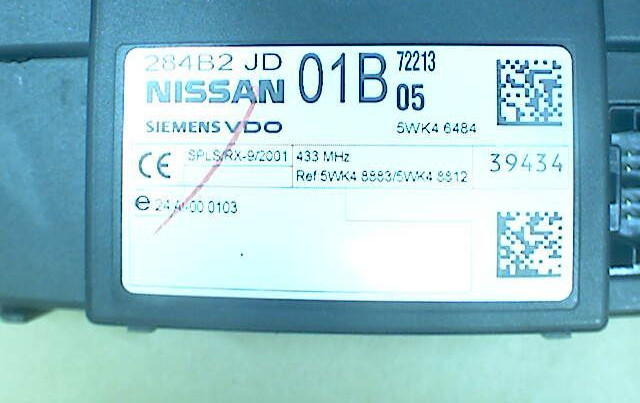 284B2 JD 01B 72213
NISSAN 05
SIEMENS VDO 5WK4 6484
CE SPLS/RX-9/2001 433 MHz 39434
Ref 5WK4 8883/5WK4 8812
e 24 A 00 0103